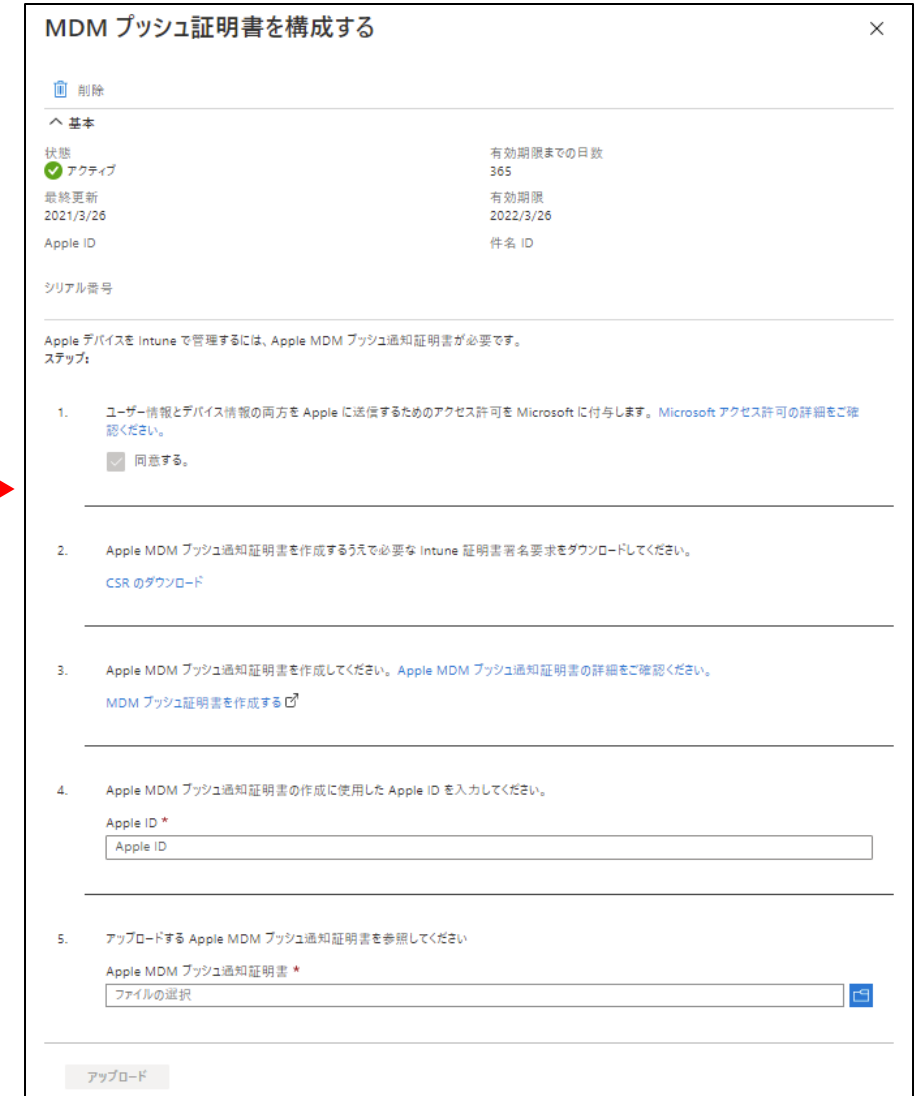 MDM プッシュ証明書を構成する
削除
基本
状態
アクティブ
有効期限までの日数
365
最終更新
2021/3/26
有効期限
2022/3/26
Apple ID
件名 ID
シリアル番号
Apple デバイスを Intune で管理するには、Apple MDM プッシュ通知証明書が必要です。
ステップ:
1. ユーザー情報とデバイス情報の両方を Apple に送信するためのアクセス許可を Microsoft に付与します。 Microsoft アクセス許可の詳細をご確
認ください。
同意する。
2. Apple MDM プッシュ通知証明書を作成するうえで必要な Intune 証明書署名要求をダウンロードしてください。
CSR のダウンロード
3. Apple MDM プッシュ通知証明書を作成してください。 Apple MDM プッシュ通知証明書の詳細をご確認ください。
MDM プッシュ証明書を作成する
4. Apple MDM プッシュ通知証明書の作成に使用した Apple ID を入力してください。
Apple ID *
Apple ID
5. アップロードする Apple MDM プッシュ通知証明書を参照してください
Apple MDM プッシュ通知証明書 *
ファイルの選択
アップロード